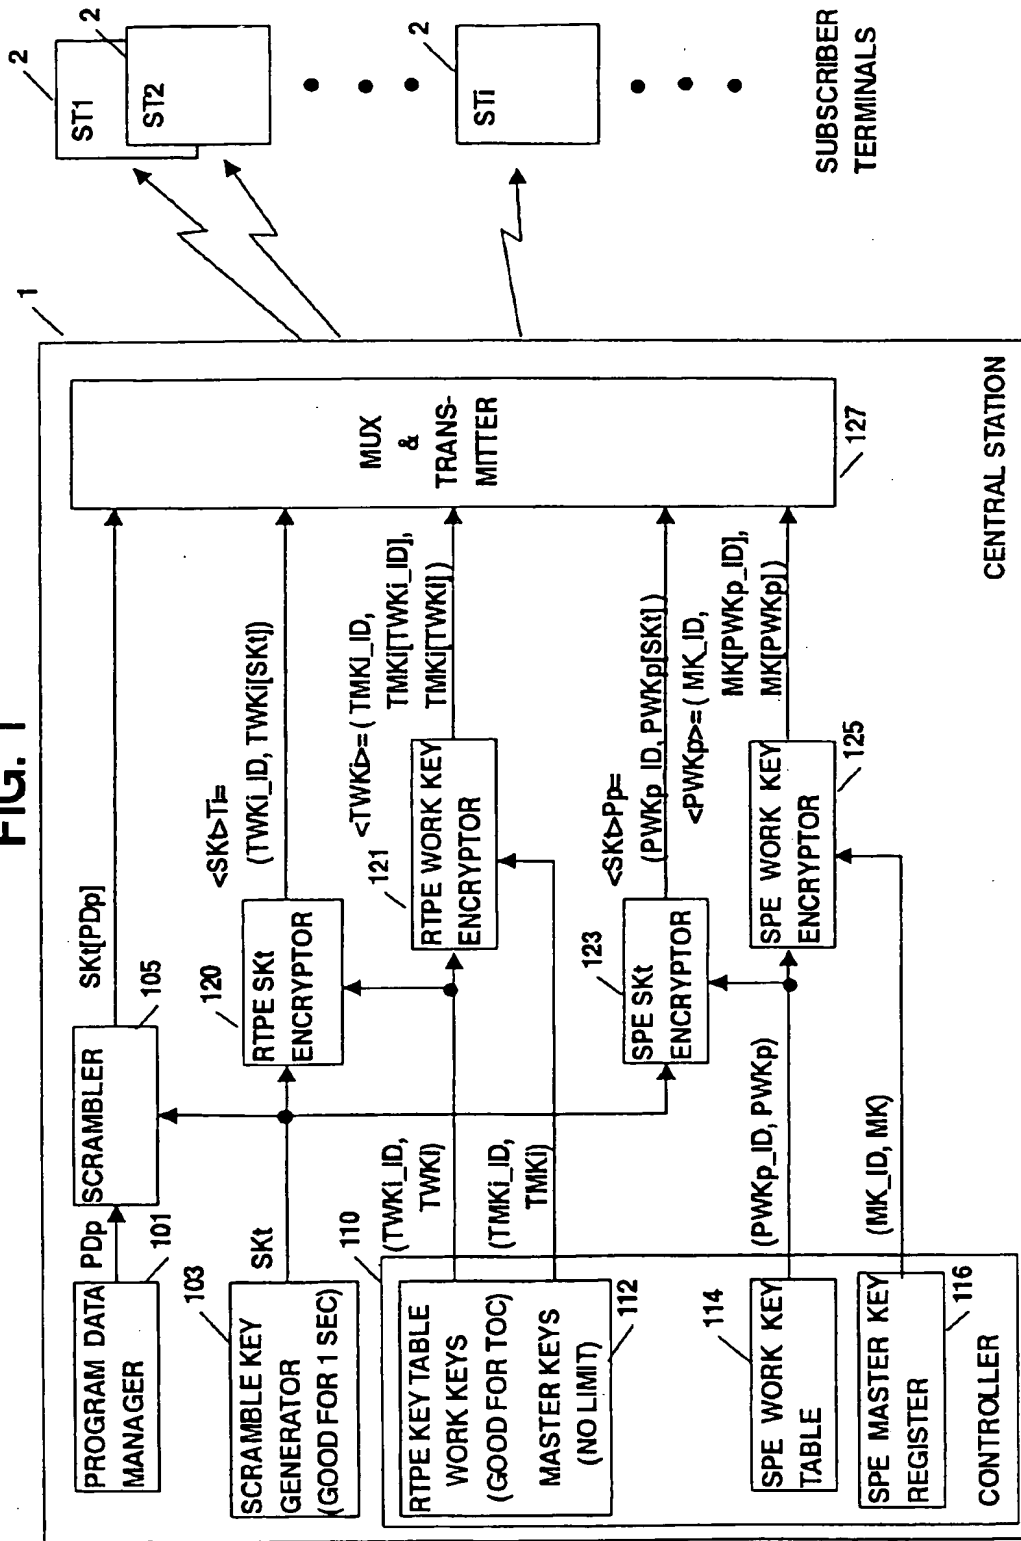 FIG. 1
PROGRAM DATA
MANAGER
101
PDp
SCRAMBLER
105
SKt[PDp]
SCRAMBLE KEY
GENERATOR
(GOOD FOR 1 SEC)
103
SKt
RTPE SKt
ENCRYPTOR
120
<SKt>Ti=
(TWKi_ID, TWKi[SKt])
110
RTPE KEY TABLE
WORK KEYS
(GOOD FOR TOC)
MASTER KEYS
(NO LIMIT)
112
(TWKi_ID,
TWKi)
(TMKi_ID,
TMKi)
121
RTPE WORK KEY
ENCRYPTOR
<TWKi>=( TMKi_ID,
TMKi[TWKi_ID],
TMKi[TWKi] )
SPE WORK KEY
TABLE
114
(PWKp_ID, PWKp)
123
SPE SKt
ENCRYPTOR
<SKt>Pp=
(PWKp_ID, PWKp[SKt] )
SPE MASTER KEY
REGISTER
116
(MK_ID, MK)
SPE WORK KEY
ENCRYPTOR
125
<PWKp>=( MK_ID,
MK[PWKp_ID],
MK[PWKp] )
CONTROLLER
MUX
&
TRANS-
MITTER
127
CENTRAL STATION
1
ST1
2
ST2
2
STi
2
SUBSCRIBER
TERMINALS